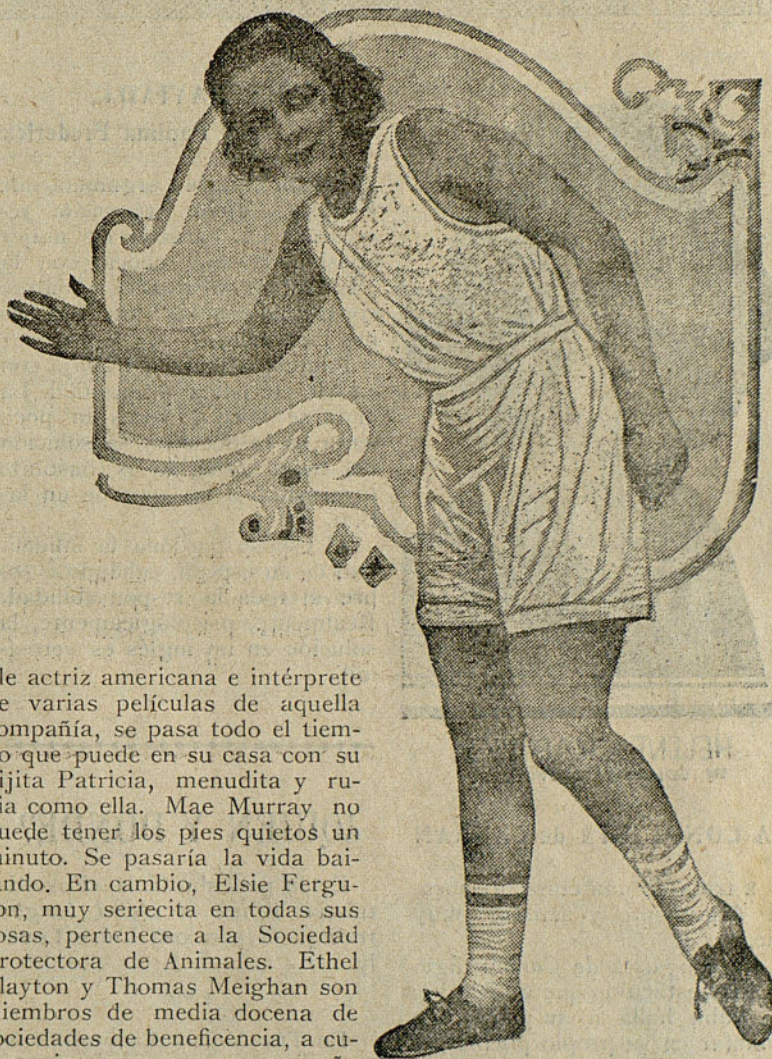 le actriz americana e intérprete
e varias películas de aquella
ompañía, se pasa todo el tiem-
o que puede en su casa con su
ijita Patricia, menudita y ru-
ia como ella. Mae Murray no
uede tener los pies quietos un
inuto. Se pasaría la vida bai-
ando. En cambio, Elsie Fergu-
on, muy seriecita en todas sus
osas, pertenece a la Sociedad
rotectora de Animales. Ethel
layton y Thomas Meighan son
iembros de media docena de
ociedades de beneficencia, a cu-